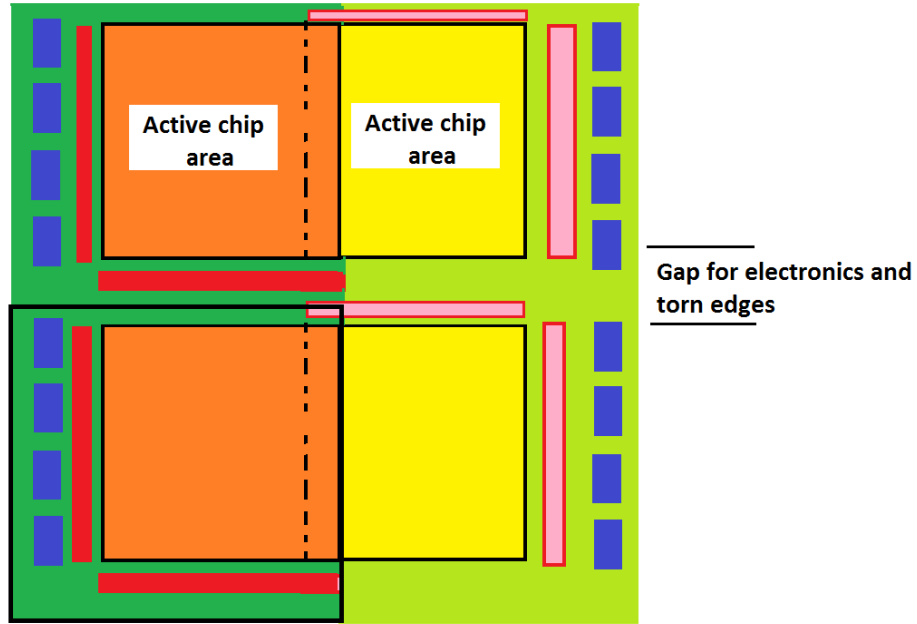 Active chip
area
Active chip
area
Gap for electronics and
torn edges